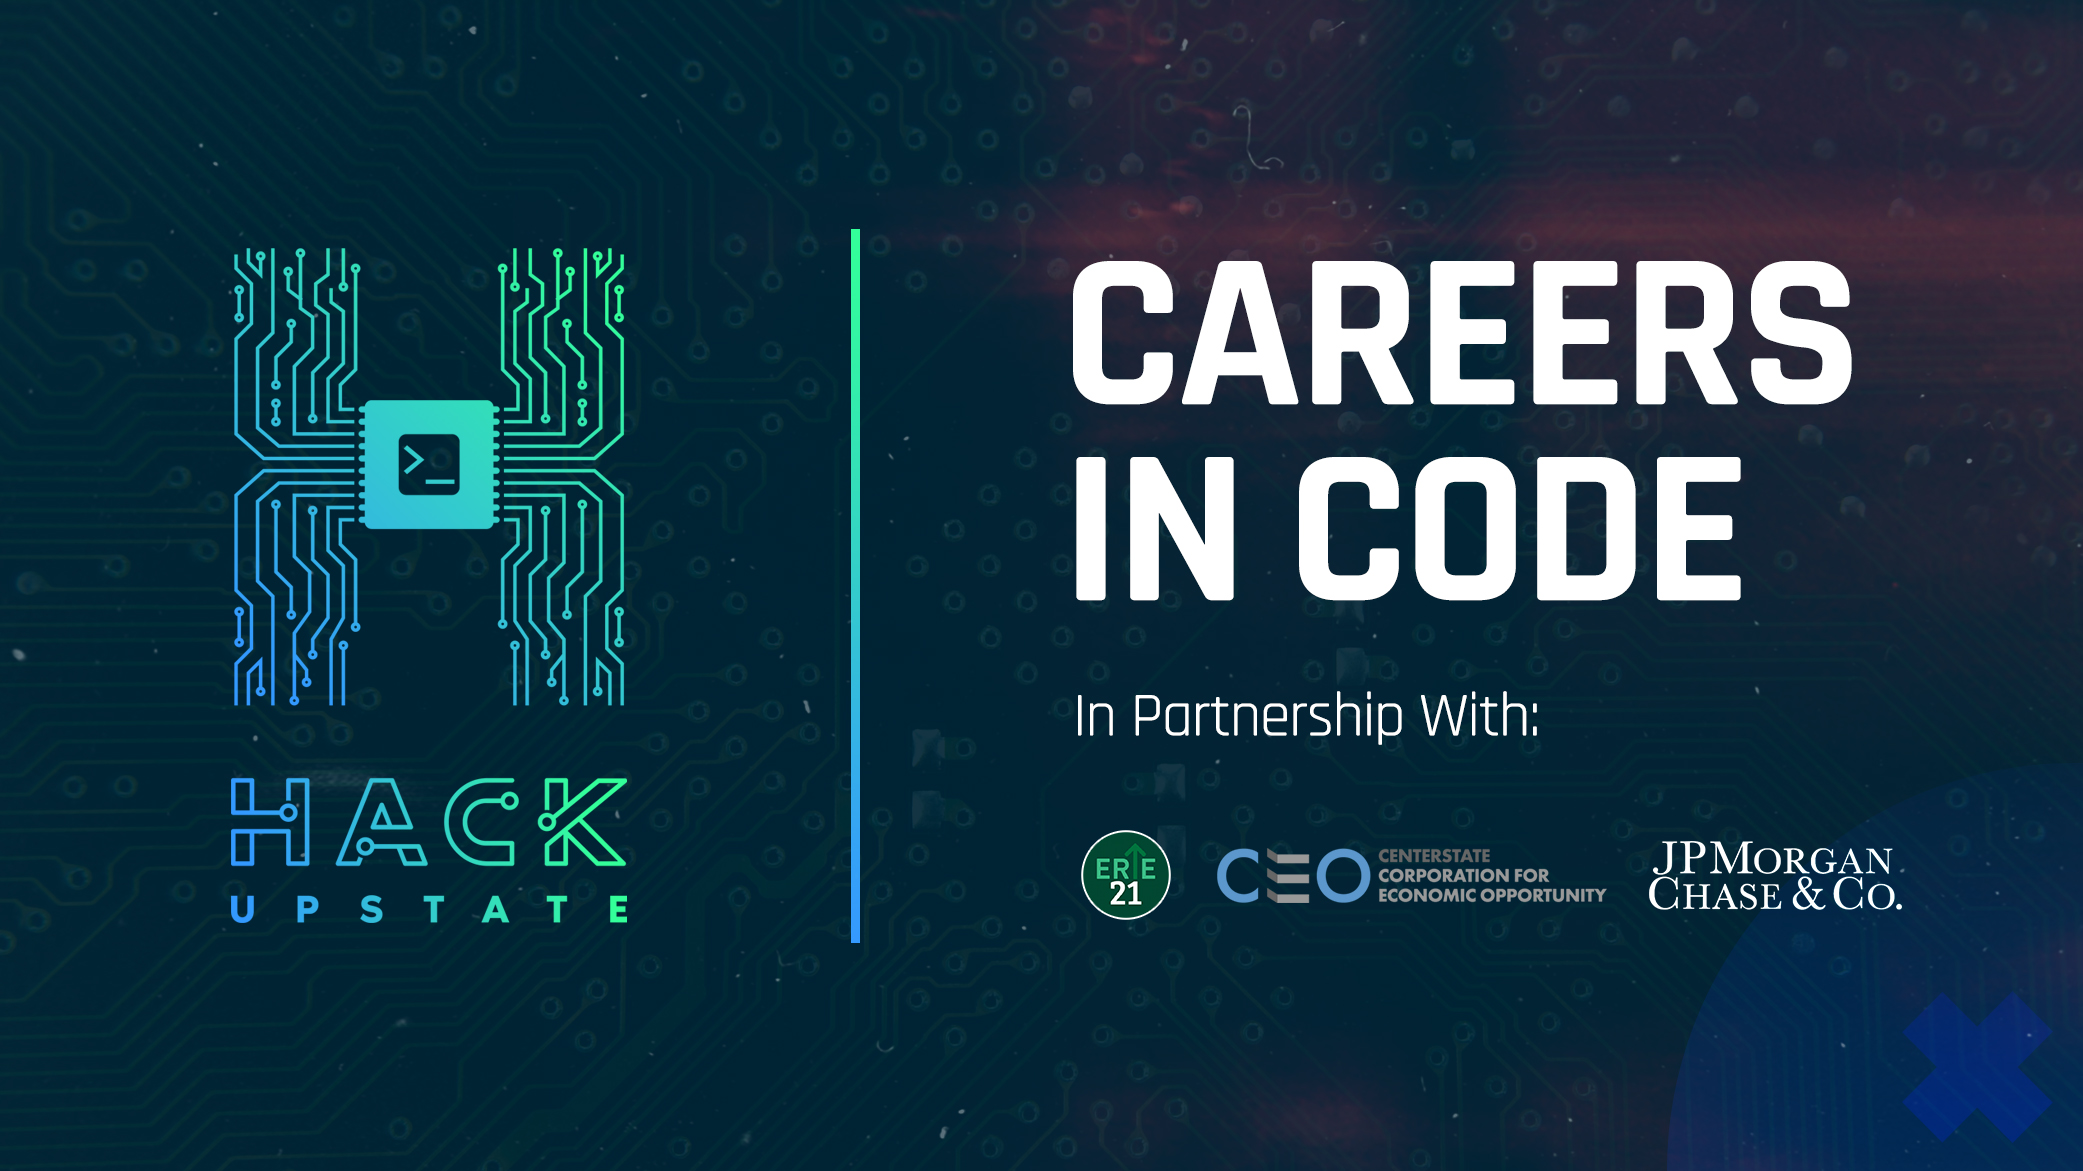 >_
HACK
UPSTATE
CAREERS
IN CODE
In Partnership With:
ERIE
21
CEO
CENTERSTATE
CORPORATION FOR
ECONOMIC OPPORTUNITY
JPMORGAN
CHASE & CO.